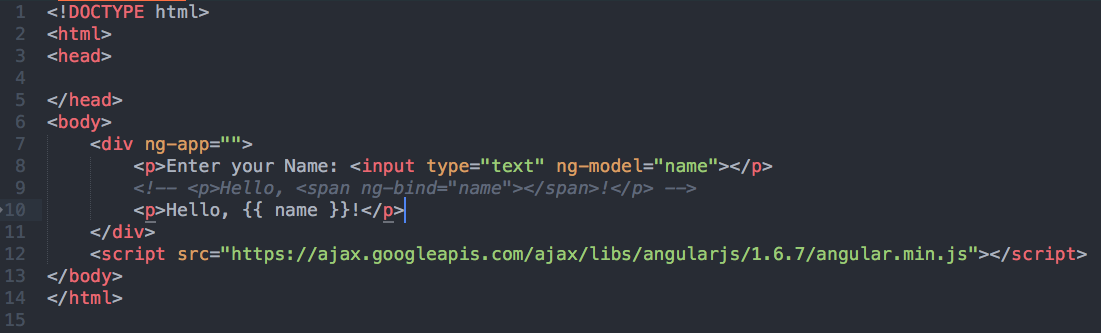 1 <!DOCTYPE html>
2 <html>
3 <head>
4
5 </head>
6 <body>
7     <div ng-app="">
8         <p>Enter your Name: <input type="text" ng-model="name"></p>
9         <!-- <p>Hello, <span ng-bind="name"></span>!</p> -->
10         <p>Hello, {{ name }}!</p>
11     </div>
12     <script src="https://ajax.googleapis.com/ajax/libs/angularjs/1.6.7/angular.min.js"></script>
13 </body>
14 </html>
15